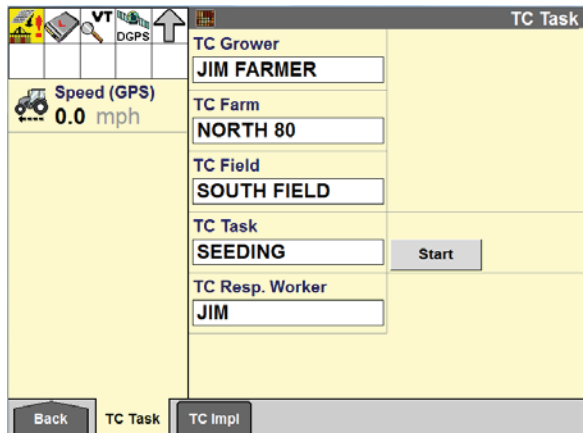 VT
DGPS
TC Task
Speed (GPS)
0.0 mph
TC Grower
JIM FARMER
TC Farm
NORTH 80
TC Field
SOUTH FIELD
TC Task
SEEDING
Start
TC Resp. Worker
JIM
Back
TC Task
TC Impl